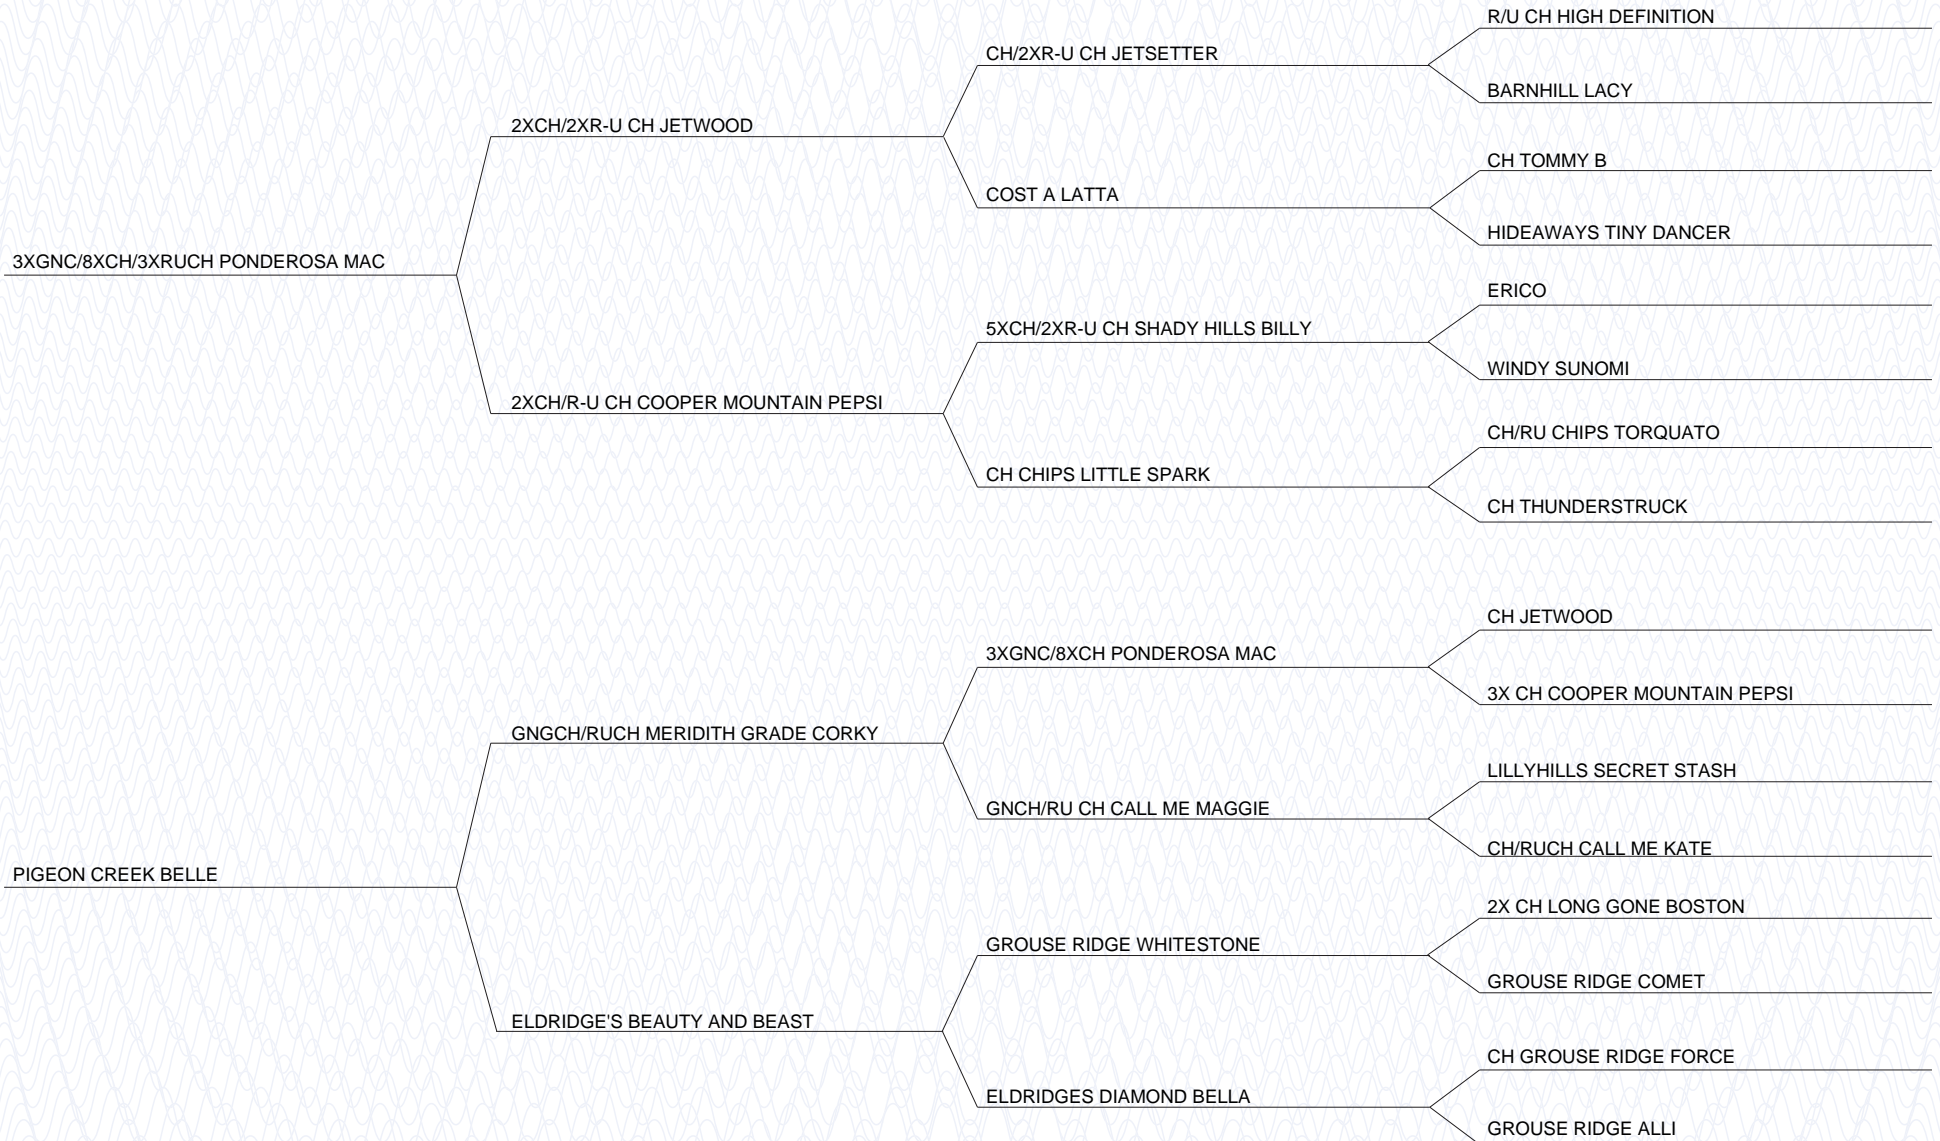 R/U CH HIGH DEFINITION
CH/2XR-U CH JETSETTER
BARNHILL LACY
2XCH/2XR-U CH JETWOOD
CH TOMMY B
COST A LATTA
HIDEAWAYS TINY DANCER
3XGNC/8XCH/3XRUCH PONDEROSA MAC
ERICO
5XCH/2XR-U CH SHADY HILLS BILLY
WINDY SUNOMI
2XCH/R-U CH COOPER MOUNTAIN PEPSI
CH/RU CHIPS TORQUATO
CH CHIPS LITTLE SPARK
CH THUNDERSTRUCK
CH JETWOOD
3XGNC/8XCH PONDEROSA MAC
3X CH COOPER MOUNTAIN PEPSI
GNGCH/RUCH MERIDITH GRADE CORKY
LILLYHILLS SECRET STASH
GNCH/RU CH CALL ME MAGGIE
CH/RUCH CALL ME KATE
PIGEON CREEK BELLE
2X CH LONG GONE BOSTON
GROUSE RIDGE WHITESTONE
GROUSE RIDGE COMET
ELDRIDGE'S BEAUTY AND BEAST
CH GROUSE RIDGE FORCE
ELDRIDGES DIAMOND BELLA
GROUSE RIDGE ALLI